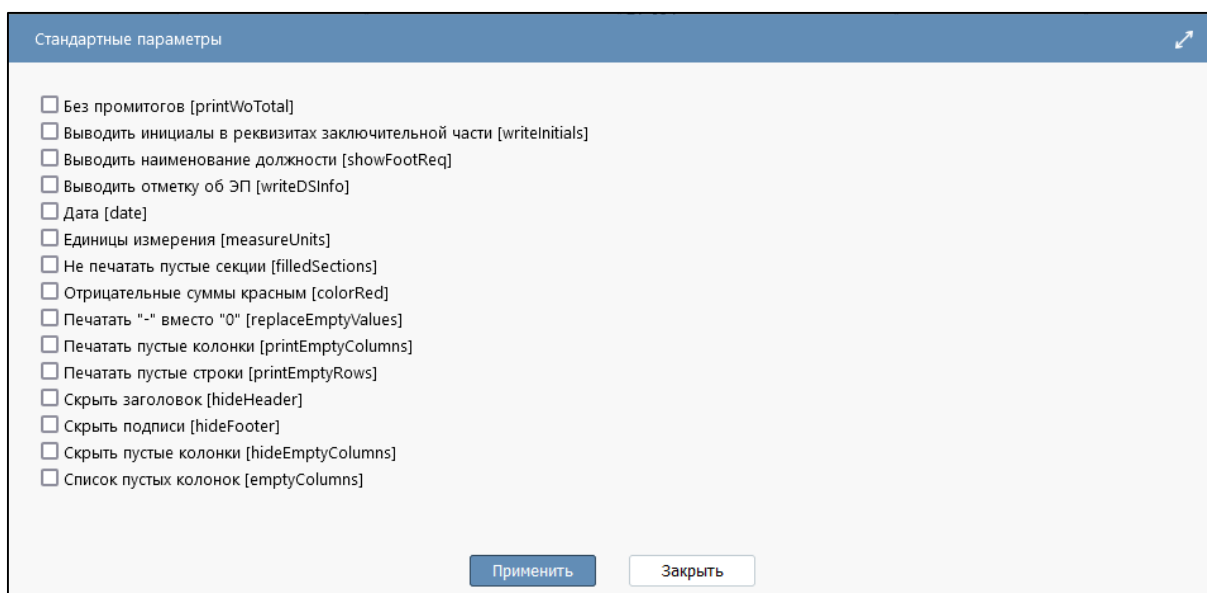 Стандартные параметры
Без промитогов [printWoTotal]
Выводить инициалы в реквизитах заключительной части [writeInitials]
Выводить наименование должности [showFootReq]
Выводить отметку об ЭП [writeDSInfo]
Дата [date]
Единицы измерения [measureUnits]
Не печатать пустые секции [filledSections]
Отрицательные суммы красным [colorRed]
Печатать "-" вместо "0" [replaceEmptyValues]
Печатать пустые колонки [printEmptyColumns]
Печатать пустые строки [printEmptyRows]
Скрыть заголовок [hideHeader]
Скрыть подписи [hideFooter]
Скрыть пустые колонки [hideEmptyColumns]
Список пустых колонок [emptyColumns]
Применить Закрыть